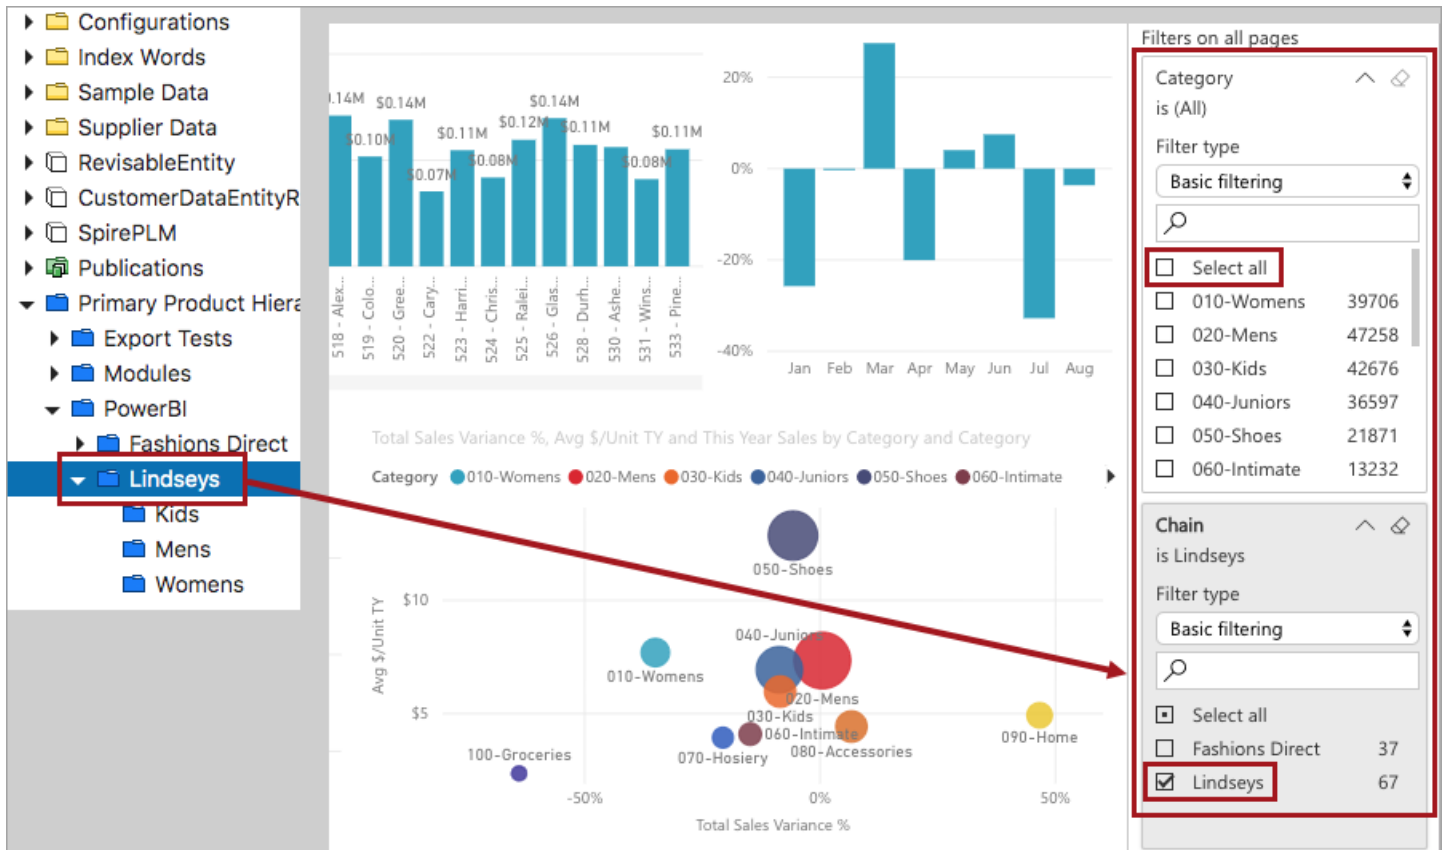 Configurations
Index Words
Sample Data
Supplier Data
RevisableEntity
CustomerDataEntityR
SpirePLM
Publications
Primary Product Hiera
Export Tests
Modules
PowerBI
Fashions Direct
Lindseys
Kids
Mens
Womens
$0.14M
$0.10M
$0.14M
$0.07M
$0.11M
$0.08M
$0.12M
$0.14M
$0.11M
$0.08M
$0.11M
518 - Alex...
519 - Colo...
520 - Gree...
522 - Cary...
523 - Harri...
524 - Chris...
525 - Ralei...
526 - Glas...
528 - Durh...
530 - Ashe...
531 - Wins...
533 - Pine...
20%
0%
-20%
-40%
Jan Feb Mar Apr May Jun Jul Aug
Total Sales Variance %, Avg $/Unit TY and This Year Sales by Category and Category
Category 010-Womens 020-Mens 030-Kids 040-Juniors 050-Shoes 060-Intimate
Avg $/Unit TY
$10
$5
050-Shoes
040-Juniors
010-Womens
020-Mens
030-Kids
060-Intimate
090-Home
070-Hosiery
080-Accessories
100-Groceries
-50% 0% 50%
Total Sales Variance %
Filters on all pages
Category
is (All)
Filter type
Basic filtering
Select all
010-Womens 39706
020-Mens 47258
030-Kids 42676
040-Juniors 36597
050-Shoes 21871
060-Intimate 13232
Chain
is Lindseys
Filter type
Basic filtering
Select all
Fashions Direct 37
Lindseys 67